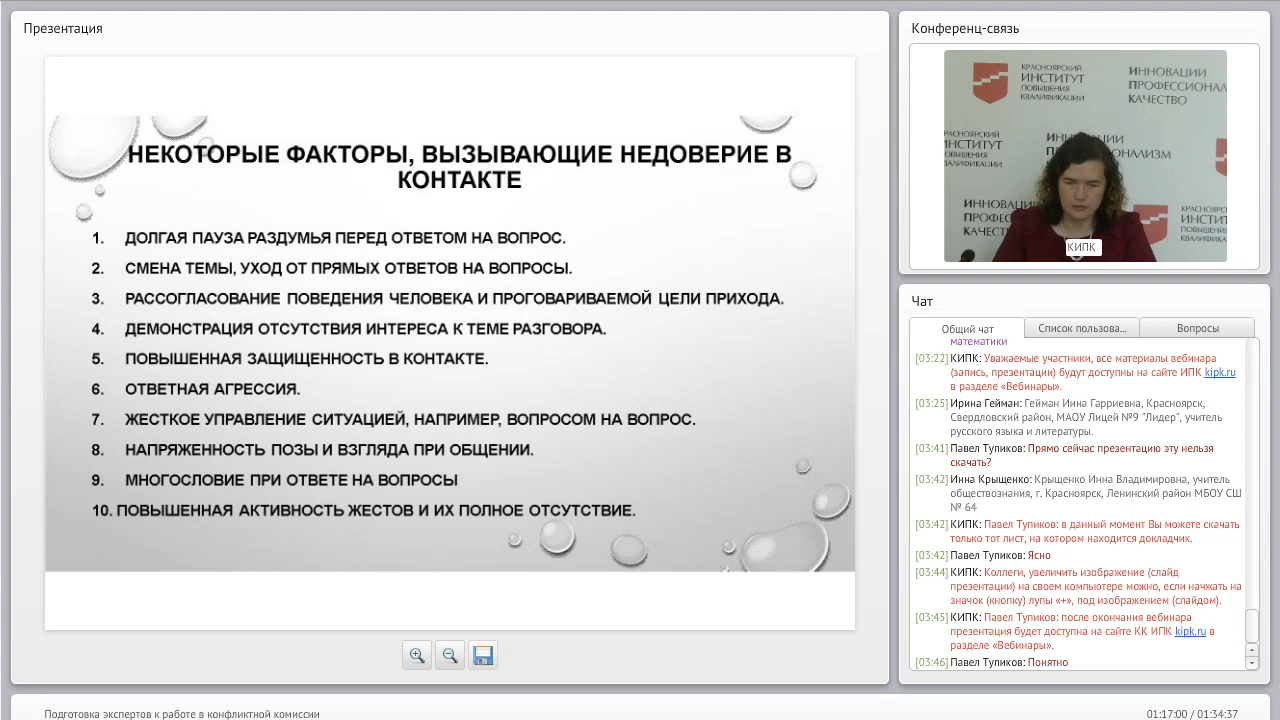 Презентация
НЕКОТОРЫЕ ФАКТОРЫ, ВЫЗЫВАЮЩИЕ НЕДОВЕРИЕ В
КОНТАКТЕ
1. ДОЛГАЯ ПАУЗА РАЗДУМЬЯ ПЕРЕД ОТВЕТОМ НА ВОПРОС.
2. СМЕНА ТЕМЫ, УХОД ОТ ПРЯМЫХ ОТВЕТОВ НА ВОПРОСЫ.
3. РАССОГЛАСОВАНИЕ ПОВЕДЕНИЯ ЧЕЛОВЕКА И ПРОГОВАРИВАЕМОЙ ЦЕЛИ ПРИХОДА.
4. ДЕМОНСТРАЦИЯ ОТСУТСТВИЯ ИНТЕРЕСА К ТЕМЕ РАЗГОВОРА.
5. ПОВЫШЕННАЯ ЗАЩИЩЕННОСТЬ В КОНТАКТЕ.
6. ОТВЕТНАЯ АГРЕССИЯ.
7. ЖЕСТКОЕ УПРАВЛЕНИЕ СИТУАЦИЕЙ, НАПРИМЕР, ВОПРОСОМ НА ВОПРОС.
8. НАПРЯЖЕННОСТЬ ПОЗЫ И ВЗГЛЯДА ПРИ ОБЩЕНИИ.
9. МНОГОСЛОВИЕ ПРИ ОТВЕТЕ НА ВОПРОСЫ
10. ПОВЫШЕННАЯ АКТИВНОСТЬ ЖЕСТОВ И ИХ ПОЛНОЕ ОТСУТСТВИЕ.
Конференц-связь
КРАСНОЯРСКИЙ
ИНСТИТУТ
ПОВЫШЕНИЯ
КВАЛИФИКАЦИИ
ИННОВАЦИИ
ПРОФЕССИОНАЛ
КАЧЕСТВО
КРАСНОЯРСКИЙ
ИНСТИТУТ
ПОВЫШЕНИЯ
КВАЛИФИКАЦИИ
ИННОВАЦИИ
КРАСНОЯРС
ИНСТИТ
ПОВЫШЕНИЯ
КВАЛИФИКА
КИПК
Чат
Общий чат
Список пользова...
Вопросы
математики
[03:22] КИПК: Уважаемые участники, все материалы вебинара
(запись, презентации) будут доступны на сайте ИПК kipk.ru
в разделе «Вебинары».
[03:25] Ирина Гейман: Гейман Иина Гарриевна, Красноярск,
Свердловский район, МАОУ Лицей №9 "Лидер", учитель
русского языка и литературы.
[03:41] Павел Тупиков: Прямо сейчас презентацию эту нельзя
скачать?
[03:42] Инна Крыщенко: Крыщенко Инна Владимировна, учитель
обществознания, г. Красноярск, Ленинский район МБОУ СШ
№ 64
[03:42] КИПК: Павел Тупиков: в данный момент Вы можете скачать
только тот лист, на котором находится докладчик.
[03:42] Павел Тупиков: Ясно
[03:44] КИПК: Коллеги, увеличить изображение (слайд
презентации) на своем компьютере можно, если начжать на
значок (кнопку) лупы «+», под изображением (слайдом).
[03:45] КИПК: Павел Тупиков: после окончания вебинара
презентация будет доступна на сайте КК ИПК kipk.ru в
разделе «Вебинары».
[03:46] Павел Тупиков: Понятно
Подготовка экспертов к работе в конфликтной комиссии
01:17:00 / 01:34:37